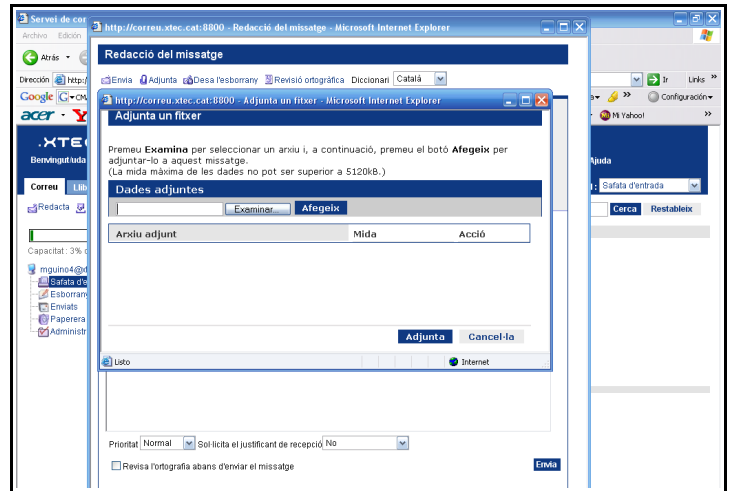 Servei de cor
http://correu.xtec.cat:8800 - Redacció del missatge - Microsoft Internet Explorer
Archivo Edición
Redacció del missatge
Atrás
Envia Adjunta Desa l'esborrany Revisió ortogràfica Diccionari Català
Dirección http:/
Ir Links »
Google
Configuración
http://correu.xtec.cat:8800 - Adjunta un fitxer - Microsoft Internet Explorer
acer
Mi Yahoo! »
Adjunta un fitxer
.XTE
Benvingut/uda
Ajuda
Premeu Examina per seleccionar un arxiu i, a continuació, premeu el botó Afegeix per
adjuntar-lo a aquest missatge.
(La mida màxima de les dades no pot ser superior a 5120kB.)
Correu Llib
Safata d'entrada
Dades adjuntes
Redacta
Examinar... Afegeix
Cerca Restableix
Arxiu adjunt Mida Acció
Capacitat: 3% d
mguino4@d
Safata d'e
Esborrany
Enviats
Paperera
Administr
Adjunta Cancel·la
Listo Internet
Prioritat Normal Sol·licita el justificant de recepció No
Revisa l'ortografia abans d'enviar el missatge
Envia